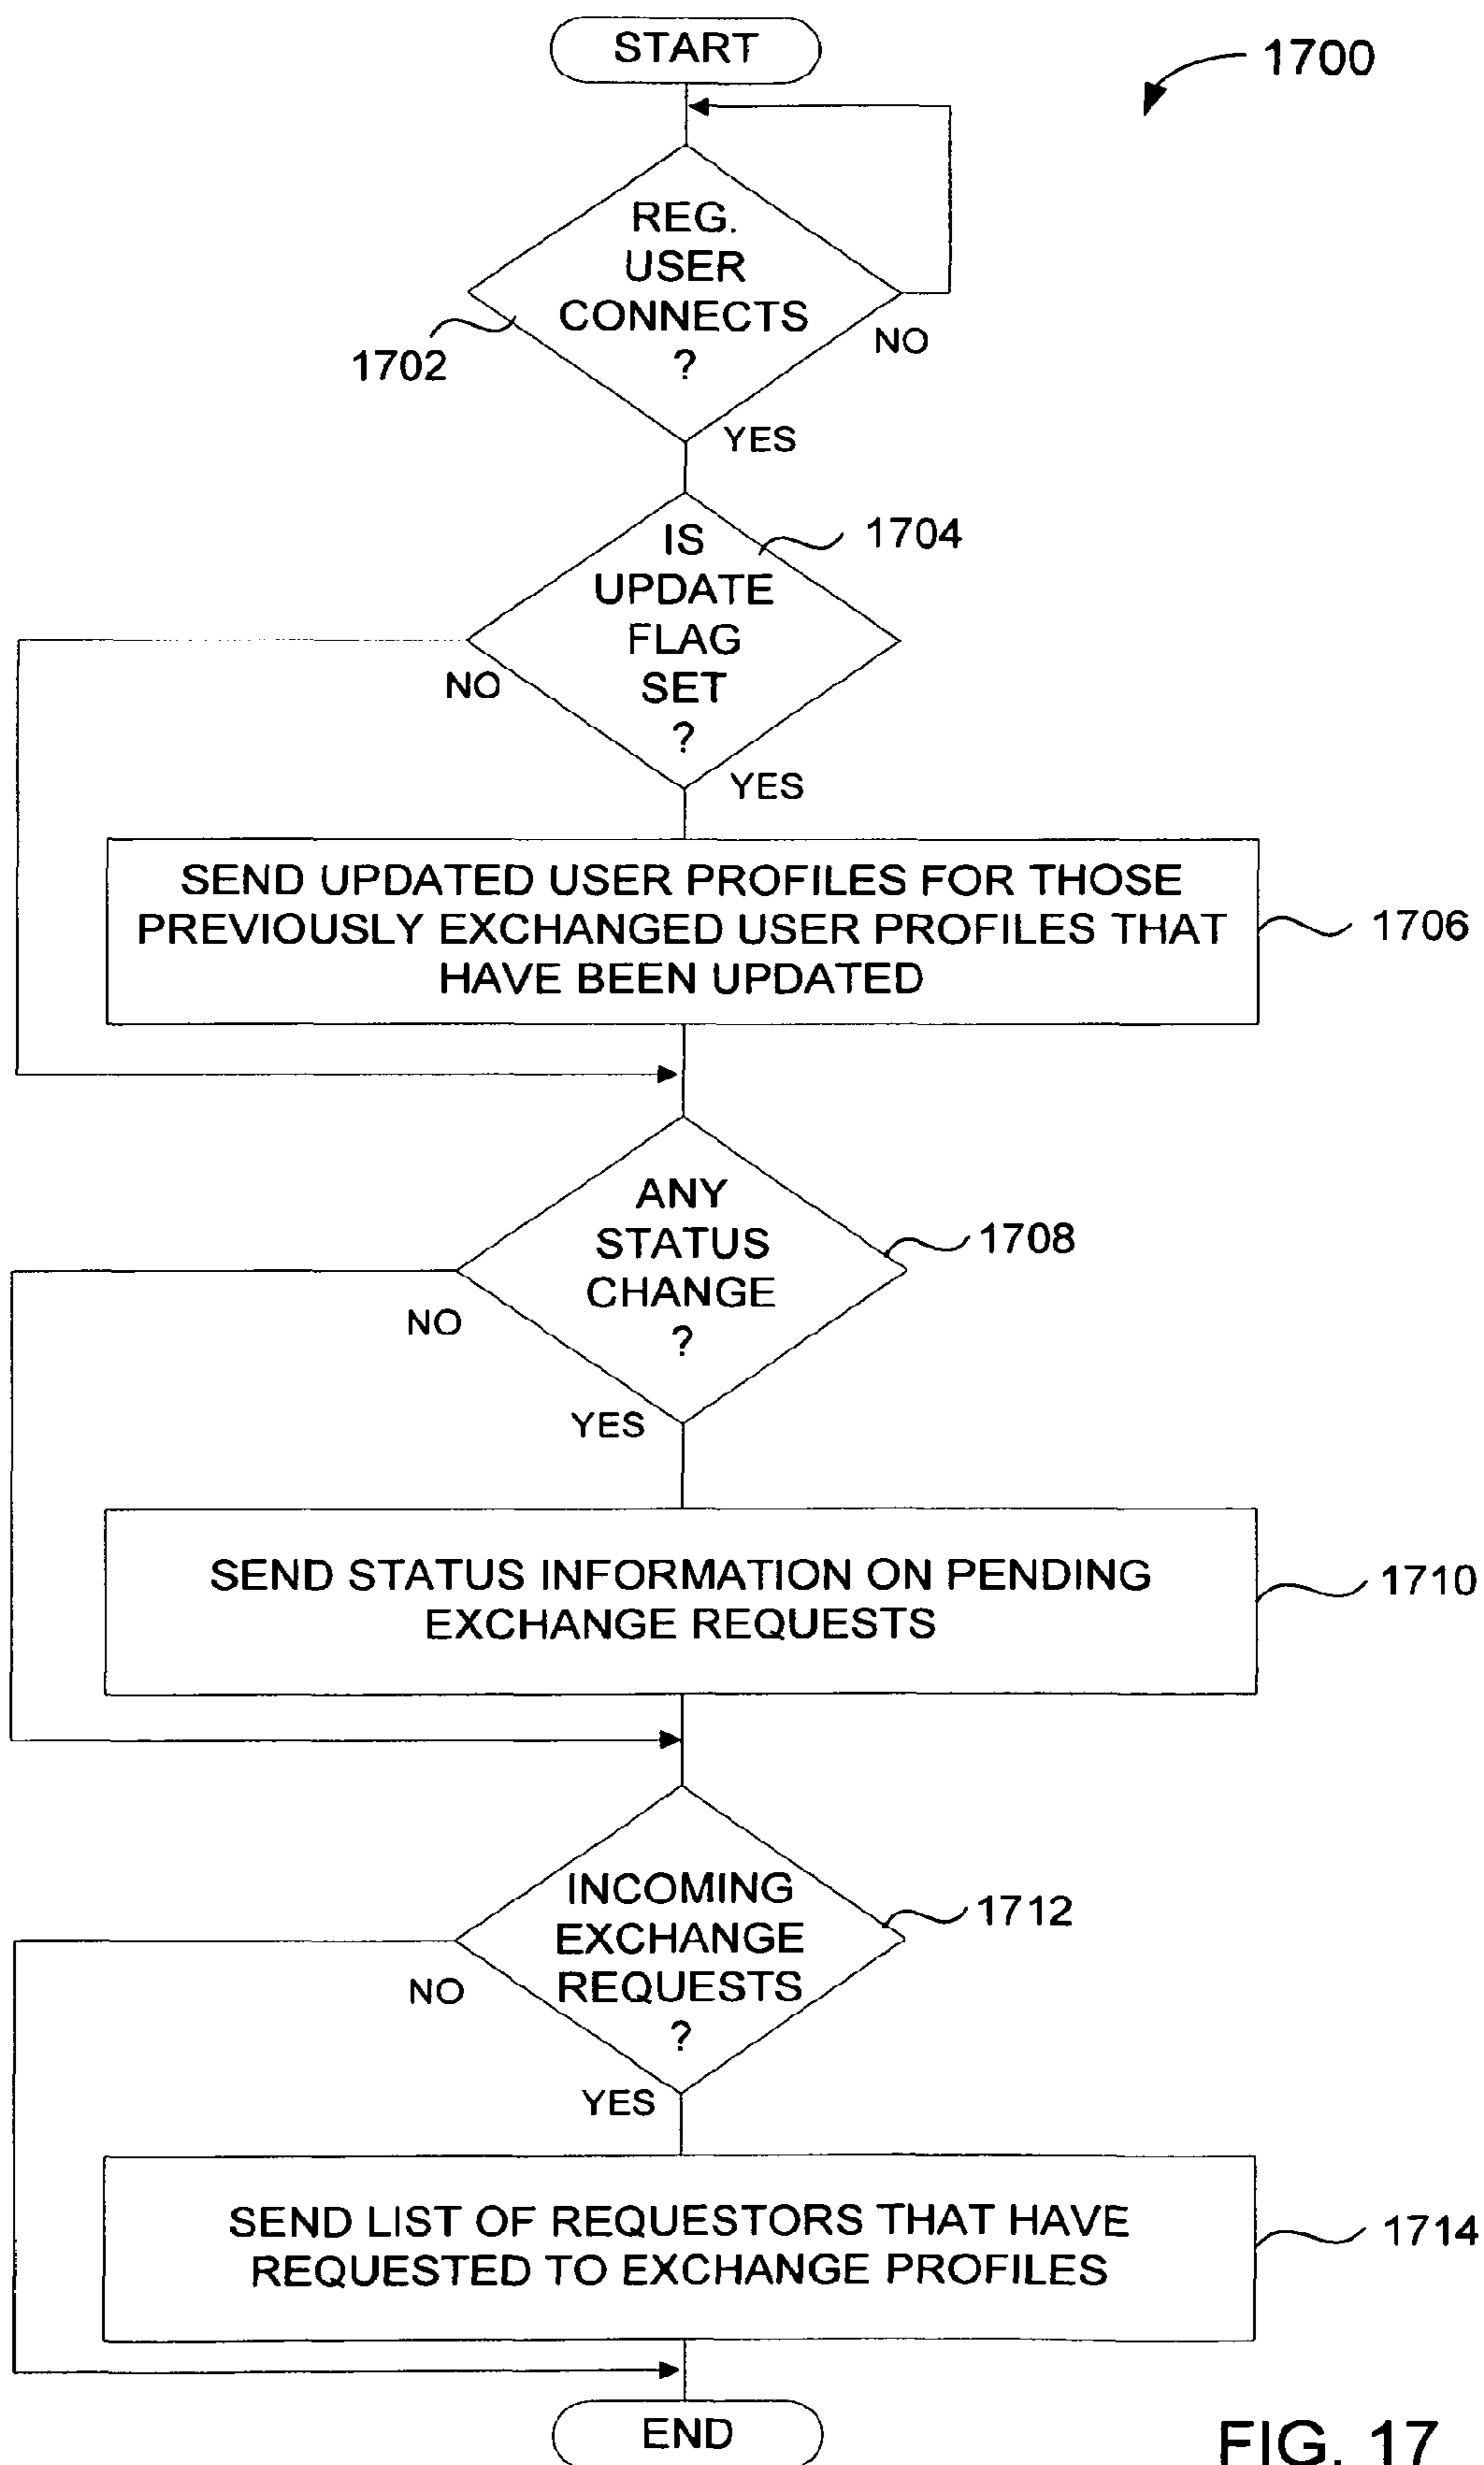 START
1700
REG.
USER
CONNECTS
?
1702
NO
YES
IS
UPDATE
FLAG
SET
?
1704
NO
YES
SEND UPDATED USER PROFILES FOR THOSE
PREVIOUSLY EXCHANGED USER PROFILES THAT
HAVE BEEN UPDATED
1706
ANY
STATUS
CHANGE
?
1708
NO
YES
SEND STATUS INFORMATION ON PENDING
EXCHANGE REQUESTS
1710
INCOMING
EXCHANGE
REQUESTS
?
1712
NO
YES
SEND LIST OF REQUESTORS THAT HAVE
REQUESTED TO EXCHANGE PROFILES
1714
END
FIG. 17